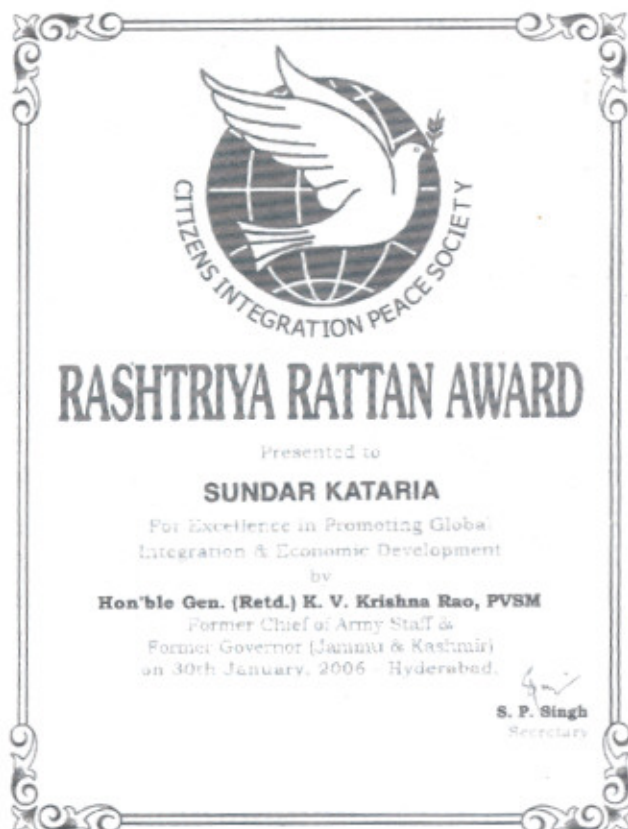 CITIZENS INTEGRATION PEACE SOCIETY
RASHTRIYA RATTAN AWARD
Presented to
SUNDAR KATARIA
For Excellence in Promoting Global
Integration & Economic Development
by
Hon'ble Gen. (Retd.) K. V. Krishna Rao, PVSM
Former Chief of Army Staff &
Former Governor (Jammu & Kashmir)
on 30th January, 2006 - Hyderabad.
S. P. Singh
Secretary